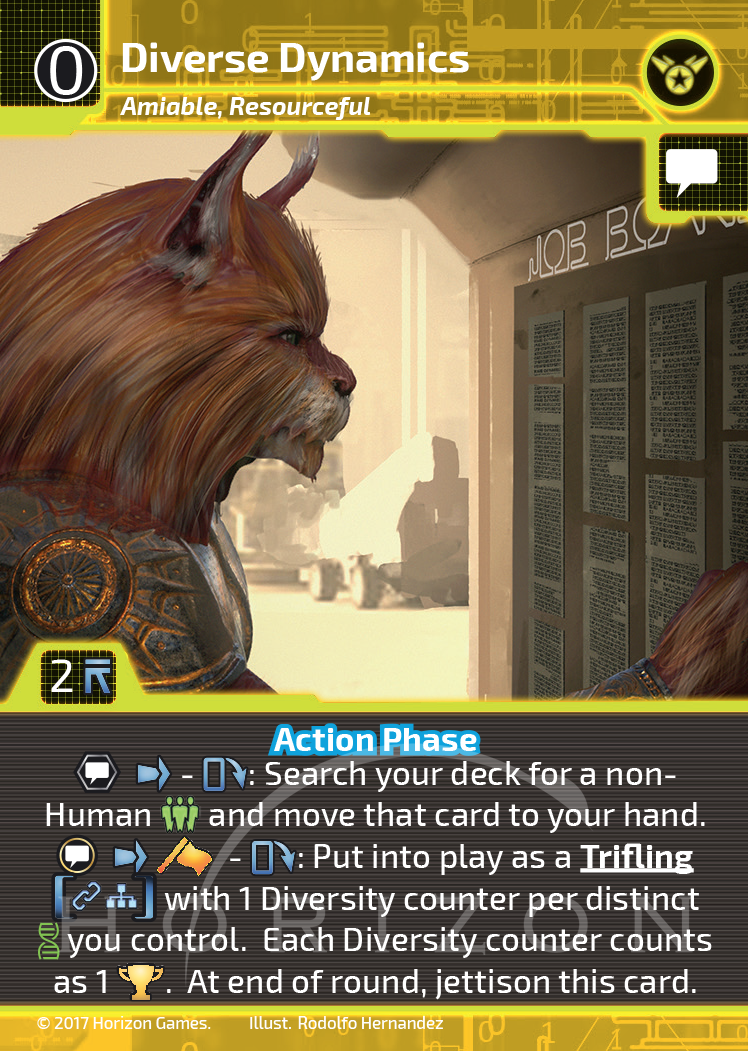 0
Diverse Dynamics
Amiable, Resourceful
JOB BOA
2
Action Phase
- : Search your deck for a non-
Human and move that card to your hand.
- : Put into play as a Trifling
[ ] with 1 Diversity counter per distinct
you control. Each Diversity counter counts
as 1 . At end of round, jettison this card.
HORIZON
© 2017 Horizon Games. Illust. Rodolfo Hernandez